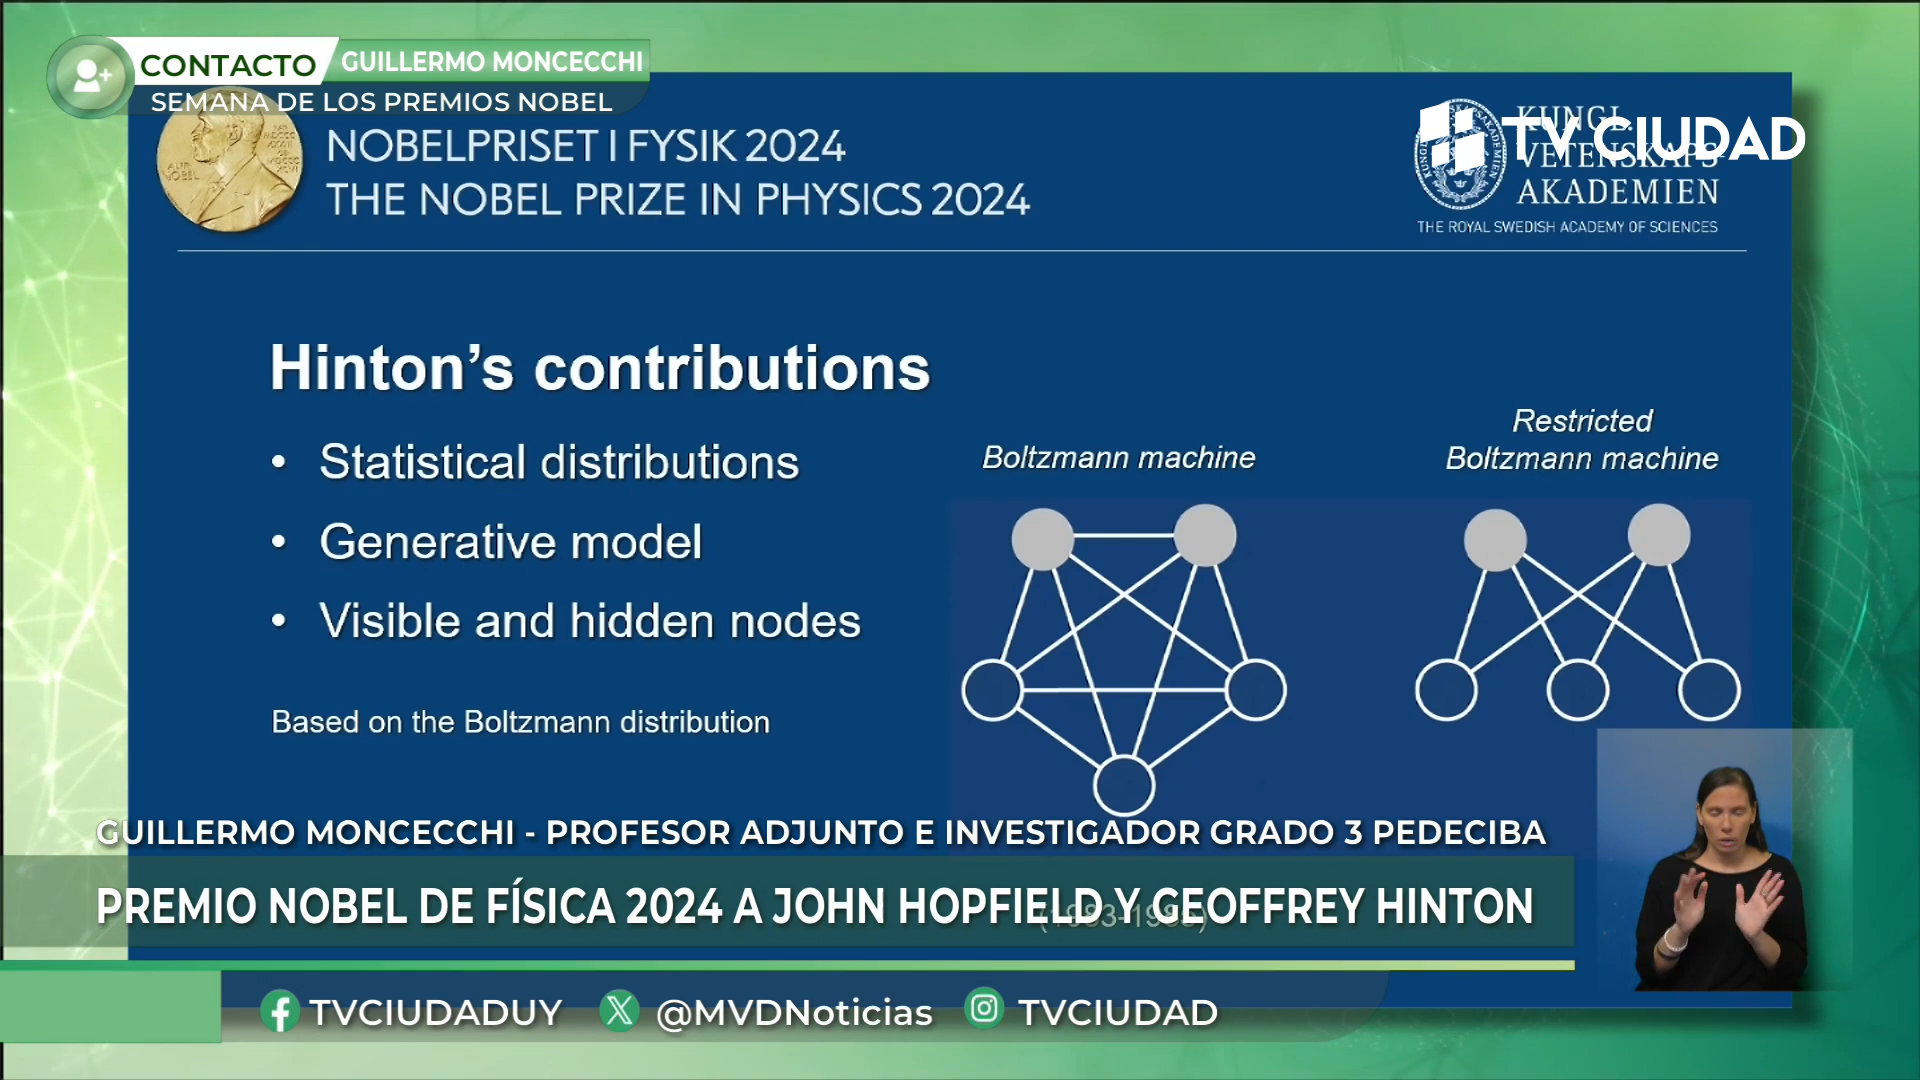 CONTACTO
GUILLERMO MONCECCHI
SEMANA DE LOS PREMIOS NOBEL
NOBELPRISET I FYSIK 2024
THE NOBEL PRIZE IN PHYSICS 2024
TV CIUDAD
KUNGL.
VETENSKAPS-
AKADEMIEN
THE ROYAL SWEDISH ACADEMY OF SCIENCES
Hinton's contributions
• Statistical distributions
• Generative model
• Visible and hidden nodes
Based on the Boltzmann distribution
Boltzmann machine
Restricted
Boltzmann machine
GUILLERMO MONCECCHI - PROFESOR ADJUNTO E INVESTIGADOR GRADO 3 PEDECIBA
PREMIO NOBEL DE FÍSICA 2024 A JOHN HOPFIELD Y GEOFFREY HINTON
TVCIUDADUY
@MVDNoticias
TVCIUDAD